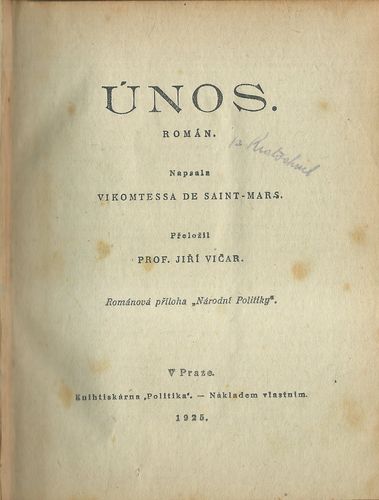 ÚNOS.
ROMÁN.
Napsala
VIKOMTESSA DE SAINT-MARS.
Přeložil
PROF. JIŘÍ VIČAR.
Románová příloha „Národní Politiky“.
V Praze.
Knihtiskárna „Politika“. — Nákladem vlastním.
1925.